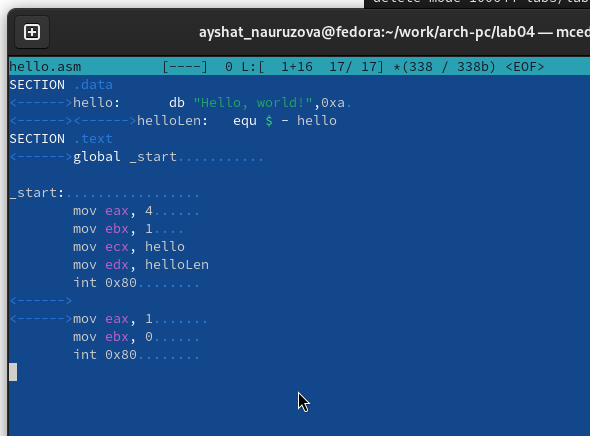 ayshat_nauruzova@fedora:~/work/arch-pc/lab04 — mced
hello.asm [----] 0 L:[ 1+16 17/ 17] *(338 / 338b) <EOF>
SECTION .data
<------>hello: db "Hello, world!",0xa.
<------><------>helloLen: equ $ - hello
SECTION .text
<------>global _start...........
_start:.................
mov eax, 4......
mov ebx, 1....
mov ecx, hello
mov edx, helloLen
int 0x80........
<------>
<------>mov eax, 1.......
mov ebx, 0......
int 0x80........